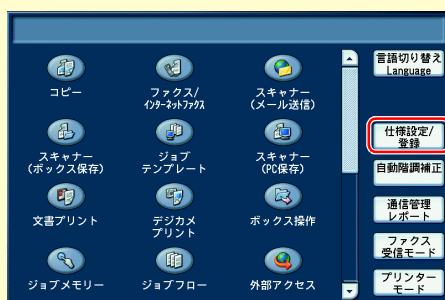 コピー
ファクス/
インターネットファクス
スキャナー
(メール送信)
スキャナー
(ボックス保存)
ジョブ
テンプレート
スキャナー
(PC保存)
文書プリント
デジカメ
プリント
ボックス操作
ジョブメモリー
ジョブフロー
外部アクセス
言語切り替え
Language
仕様設定/
登録
自動階調補正
通信管理
レポート
ファクス
受信モード
プリンター
モード